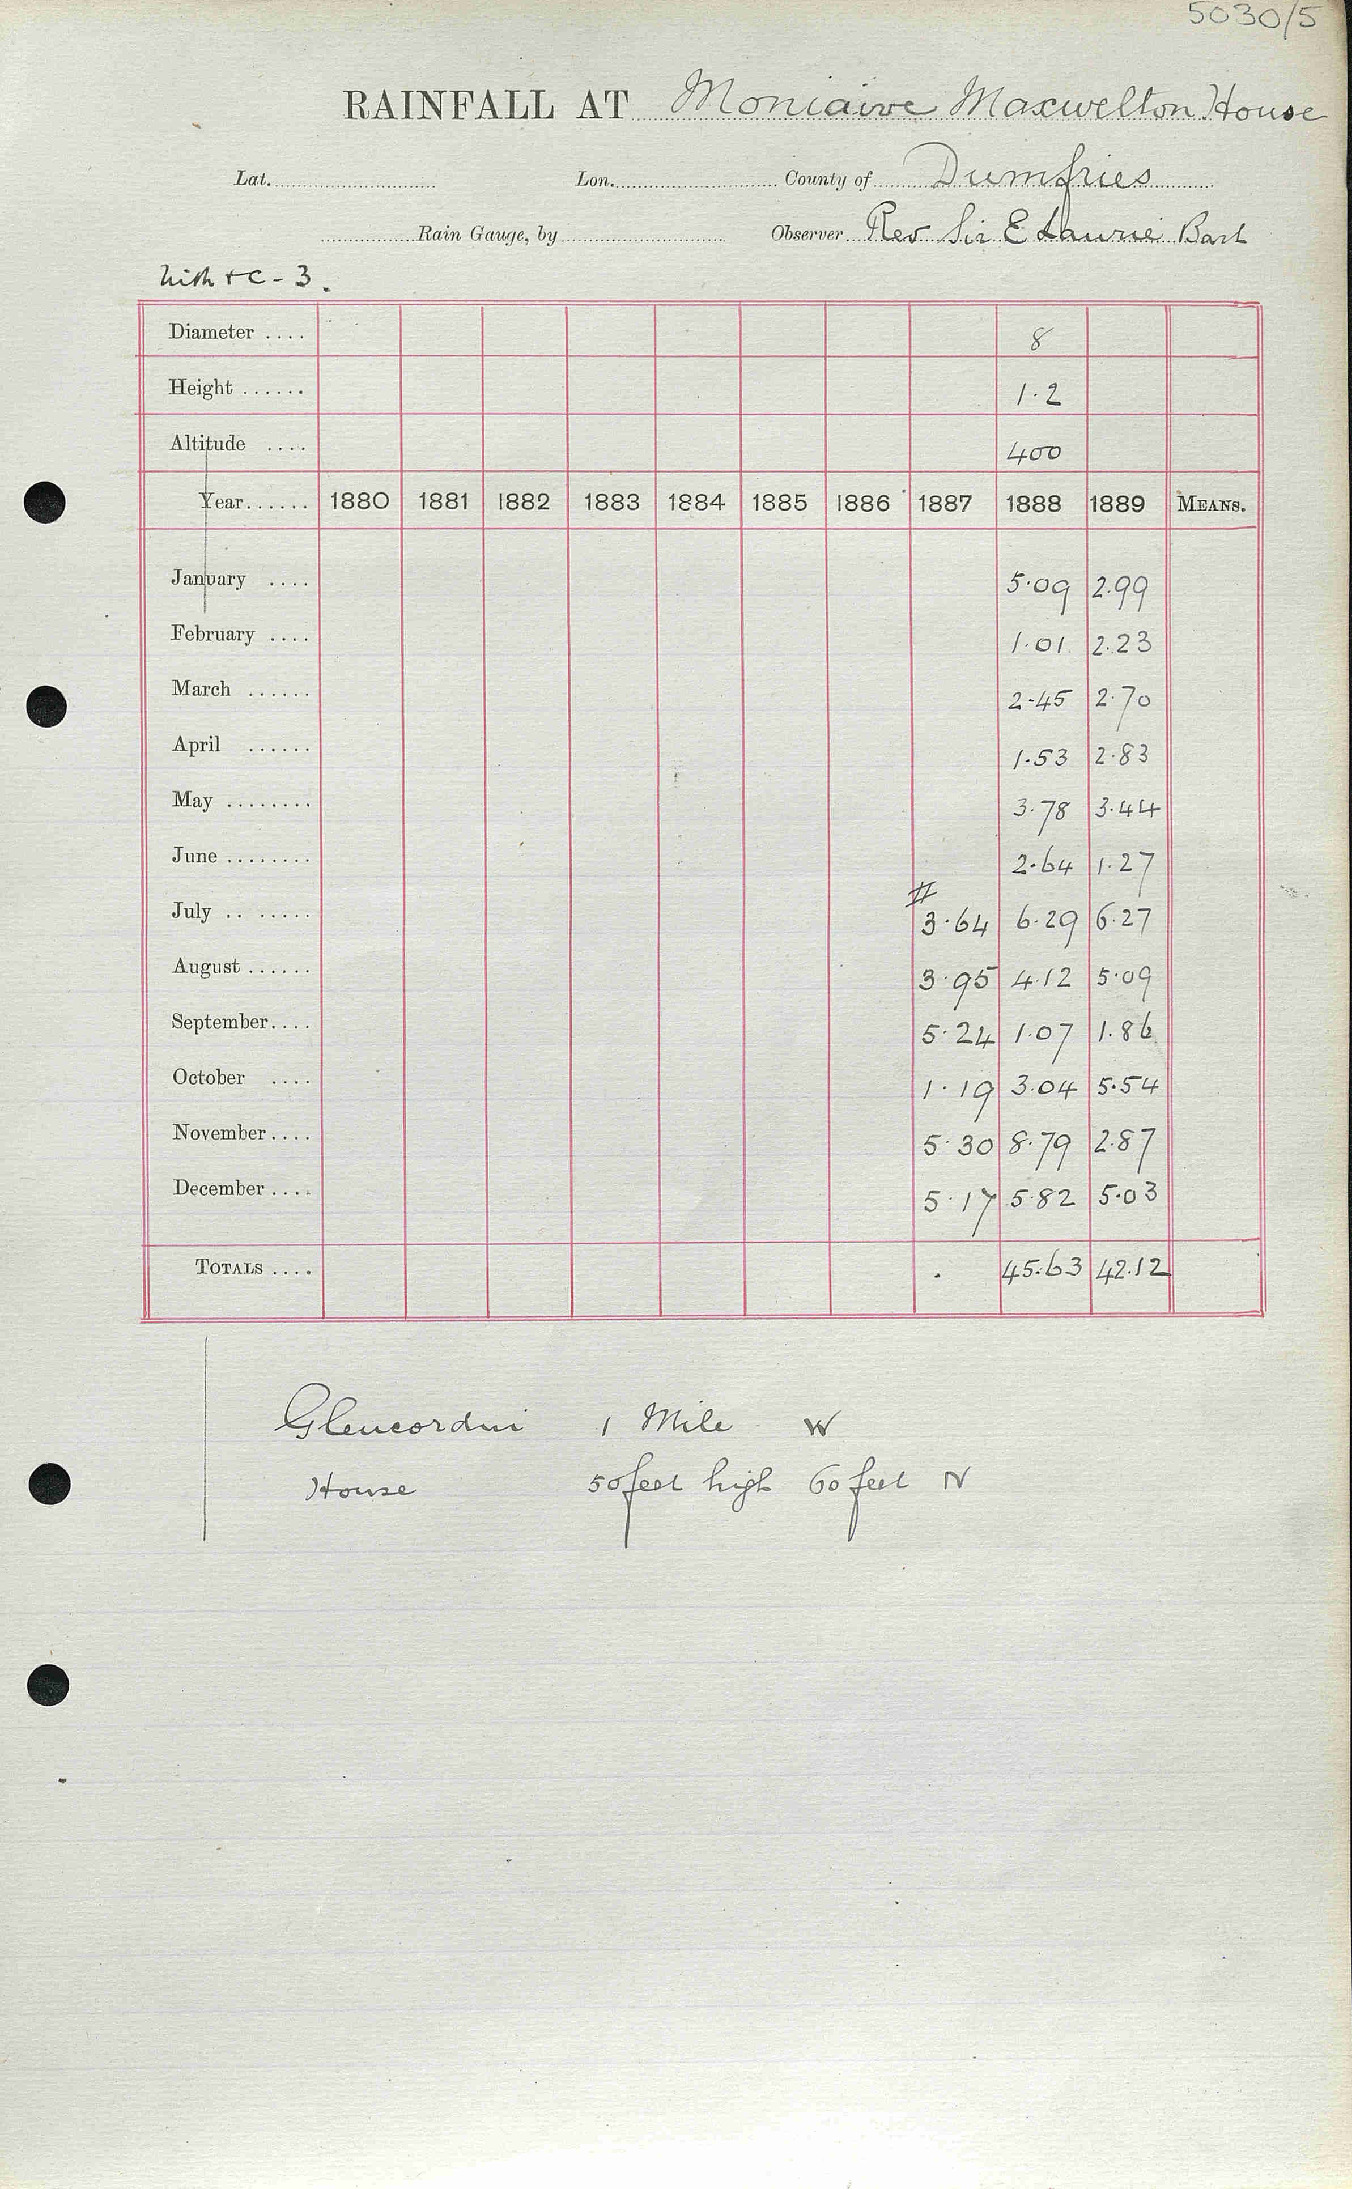 5030/5
RAINFALL AT Moniaive Maxwelton House
Lat. Lon. County of Dumfries
Rain Gauge, by Observer Rev Sir E Laurie Bart
+ C - 3.
Diameter .... 8
Height ...... 1.2
Altitude .... 400
Year...... 1880 1881 1882 1883 1884 1885 1886 1887 1888 1889 MEANS.
January .... 5.09 2.99
February .... 1.01 2.23
March ...... 2.45 2.70
April ...... 1.53 2.83
May ........ 3.78 3.44
June ........ 2.64 1.27
#
July .. ..... 3.64 6.29 6.27
August ...... 3.95 4.12 5.09
September.... 5.24 1.07 1.86
October .... 1.19 3.04 5.54
November.... 5.30 8.79 2.87
December .... 5.17 5.82 5.03
TOTALS .... . 45.63 42.12
1 Mile W
House 50 feet high 60 feet N